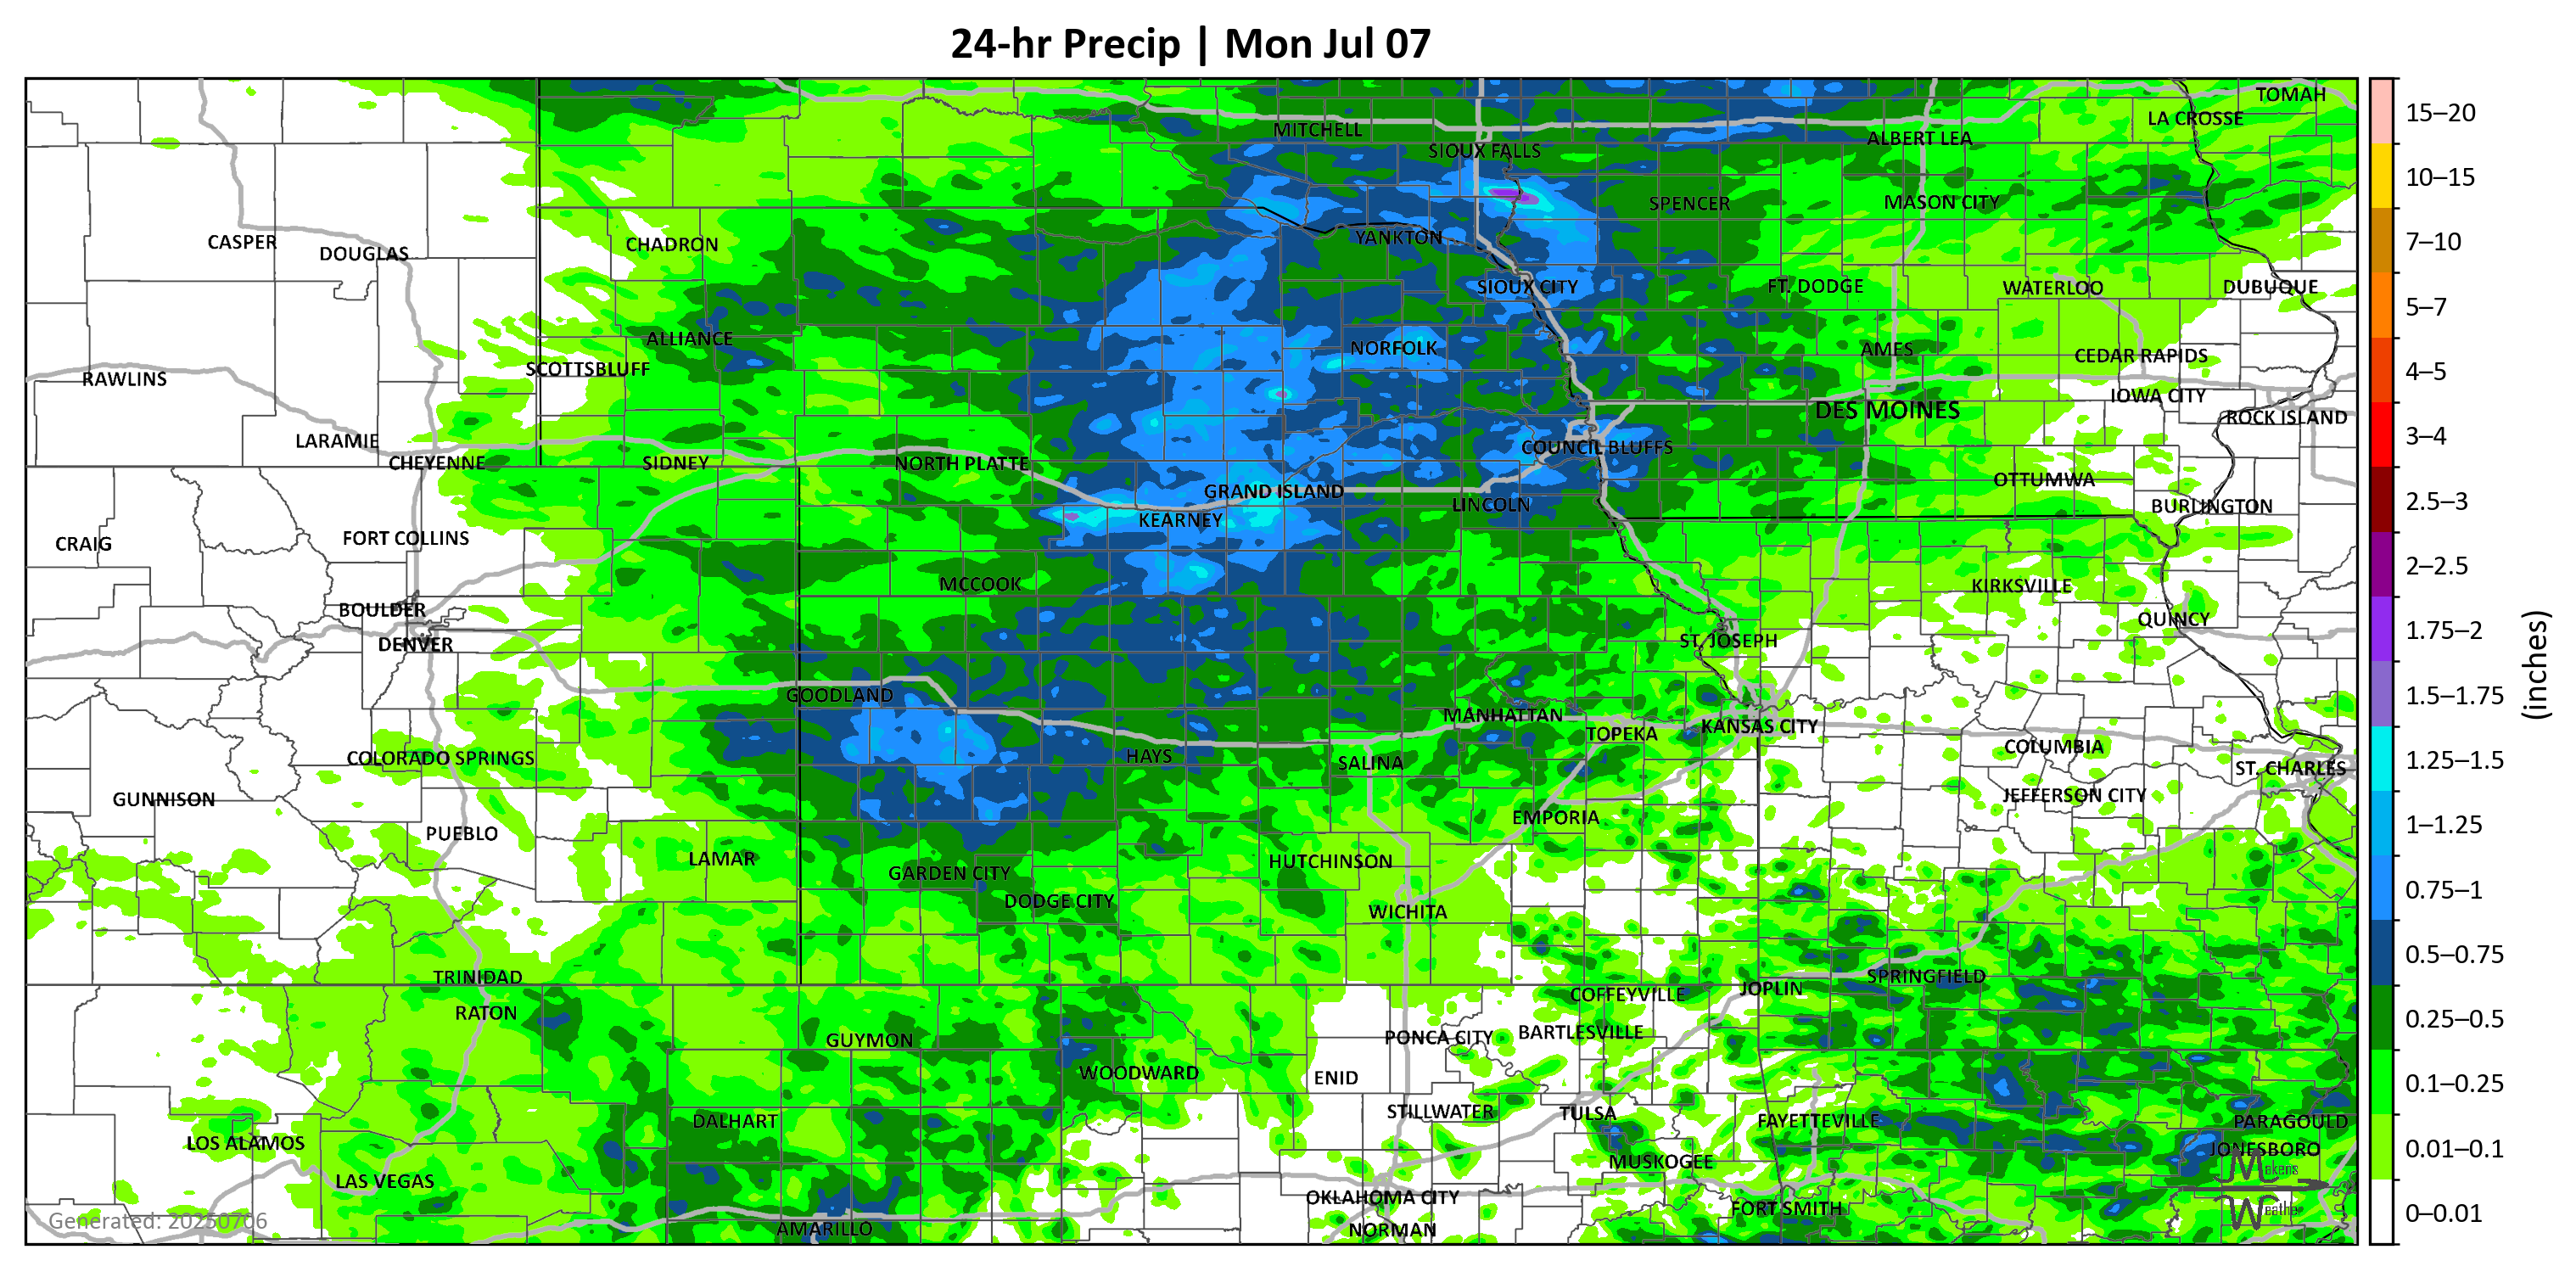 24-hr Precip | Mon Jul 07
TOMAH
LA CROSSE
MITCHELL
ALBERT LEA
SIOUX FALLS
SPENCER
MASON CITY
CASPER
DOUGLAS
CHADRON
YANKTON
SIOUX CITY
FT. DODGE
WATERLOO
DUBUQUE
ALLIANCE
NORFOLK
AMES
CEDAR RAPIDS
SCOTTSBLUFF
RAWLINS
IOWA CITY
DES MOINES
ROCK ISLAND
LARAMIE
COUNCIL BLUFFS
CHEYENNE
SIDNEY
NORTH PLATTE
OTTUMWA
GRAND ISLAND
LINCOLN
BURLINGTON
KEARNEY
CRAIG
FORT COLLINS
MCCOOK
KIRKSVILLE
BOULDER
QUINCY
DENVER
ST. JOSEPH
GOODLAND
MANHATTAN
KANSAS CITY
TOPEKA
COLUMBIA
COLORADO SPRINGS
HAYS
SALINA
ST. CHARLES
GUNNISON
JEFFERSON CITY
EMPORIA
PUEBLO
LAMAR
HUTCHINSON
GARDEN CITY
DODGE CITY
WICHITA
TRINIDAD
SPRINGFIELD
JOPLIN
COFFEYVILLE
RATON
GUYMON
PONCA CITY
BARTLESVILLE
WOODWARD
ENID
STILLWATER
TULSA
DALHART
FAYETTEVILLE
PARAGOULD
LOS ALAMOS
JONESBORO
MUSKOGEE
LAS VEGAS
OKLAHOMA CITY
FORT SMITH
AMARILLO
NORMAN
Generated: 20250706
Makens
Weather
15–20
10–15
7–10
5–7
4–5
3–4
2.5–3
2–2.5
1.75–2
1.5–1.75
1.25–1.5
1–1.25
0.75–1
0.5–0.75
0.25–0.5
0.1–0.25
0.01–0.1
0–0.01
(inches)